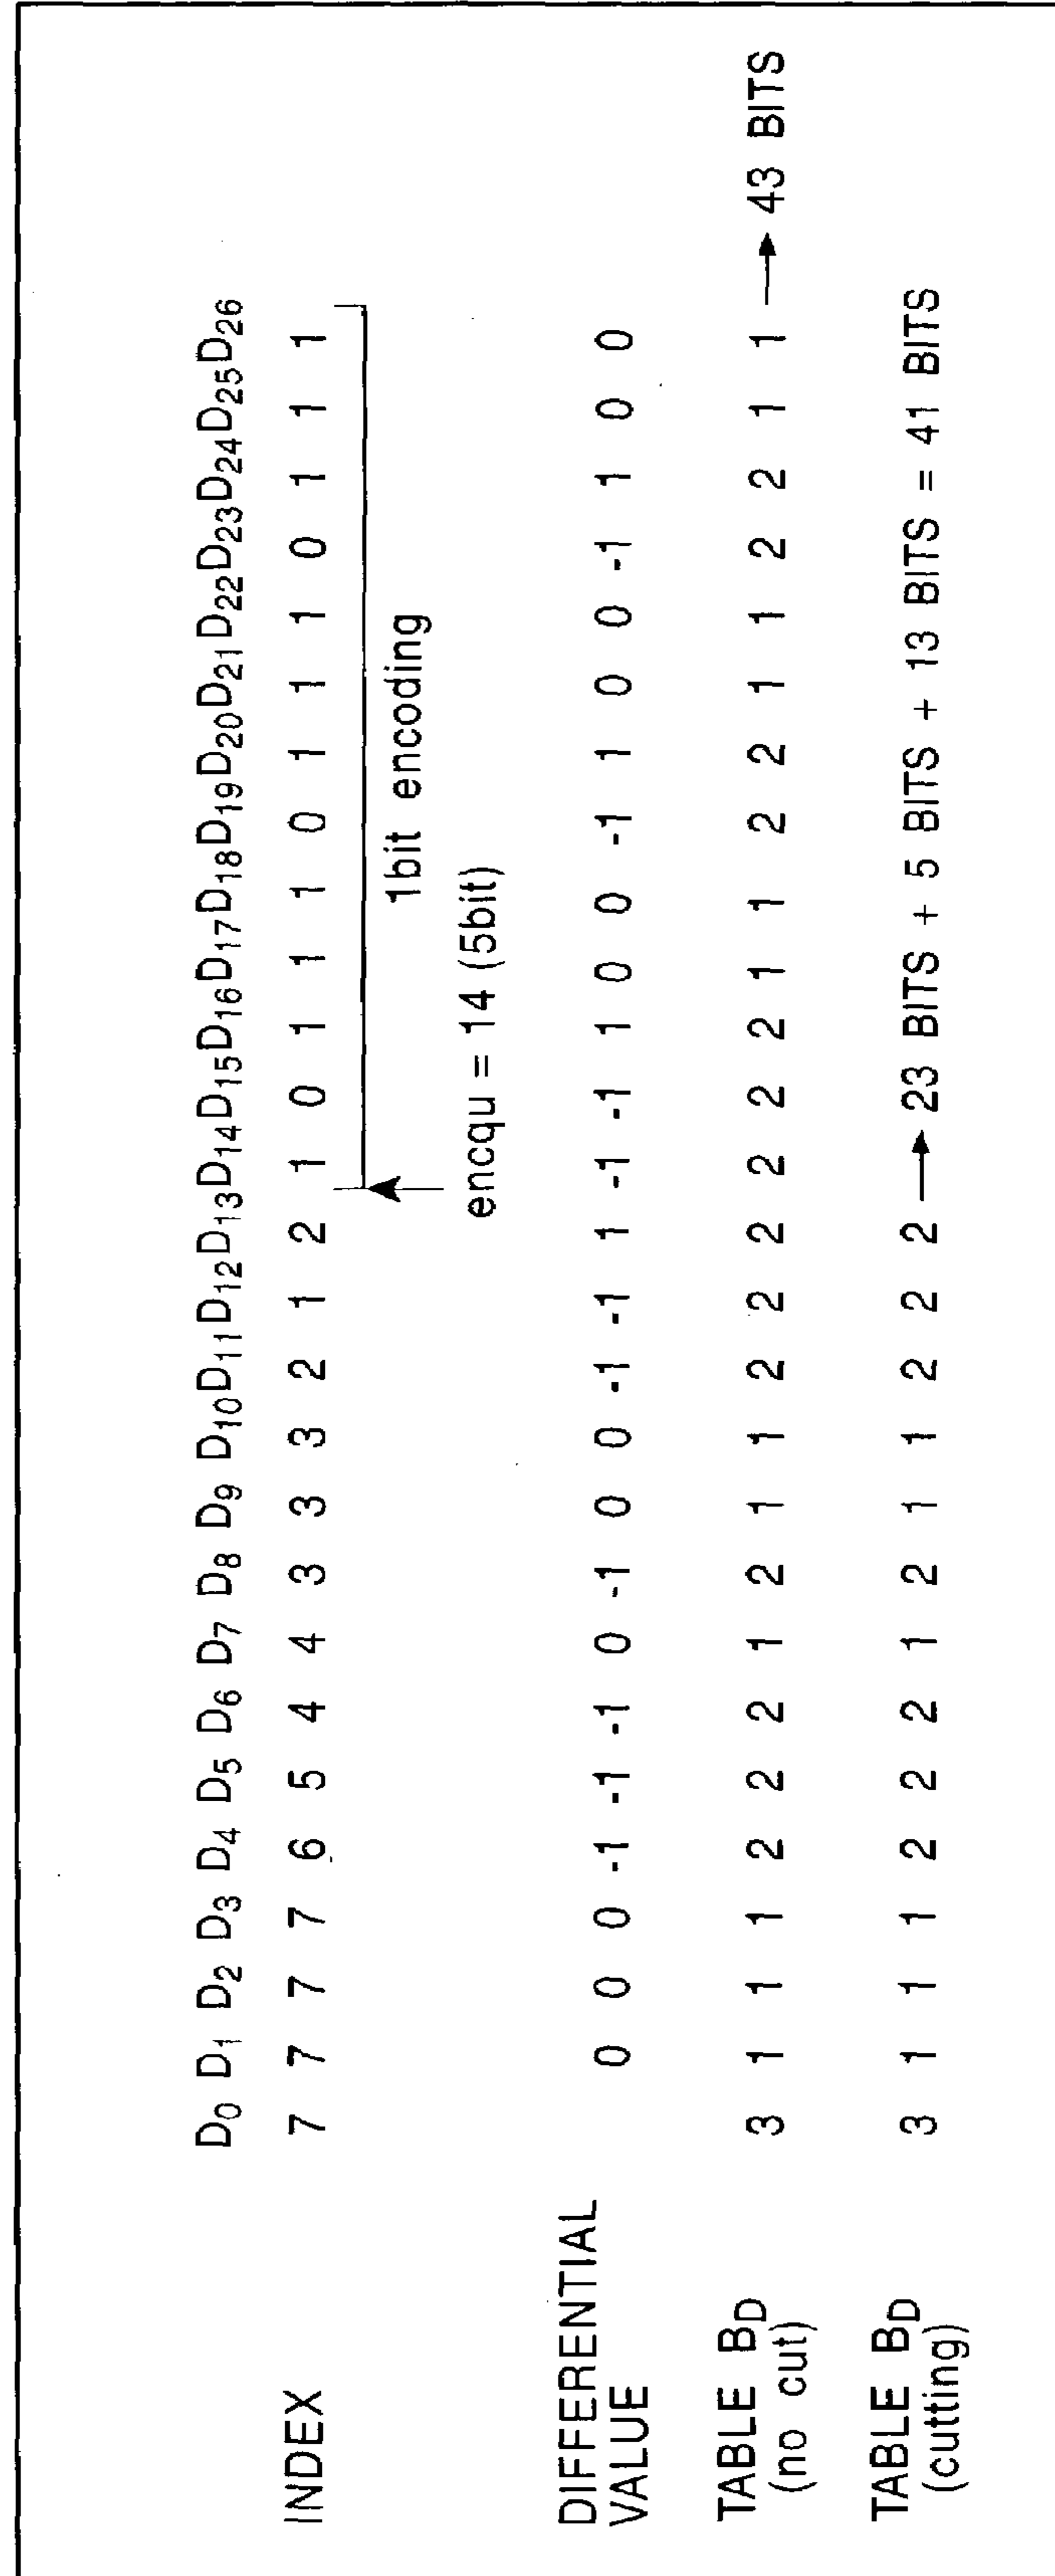 D0 D1 D2 D3 D4 D5 D6 D7 D8 D9 D10 D11 D12 D13 D14 D15 D16 D17 D18 D19 D20 D21 D22 D23 D24 D25 D26
INDEX 7 7 7 7 6 5 4 4 3 3 3 2 1 2 1 0 1 1 1 0 1 1 1 0 1 1 1
1bit encoding
encqu = 14 (5bit)
DIFFERENTIAL
VALUE 0 0 0 -1 -1 -1 0 -1 0 0 -1 -1 1 -1 -1 1 0 0 -1 1 0 0 -1 1 0 0
TABLE BD 3 1 1 1 2 2 2 1 2 1 1 2 2 2 2 2 2 1 1 2 2 1 1 2 2 1 1 → 43 BITS
(no cut)
TABLE BD 3 1 1 1 2 2 2 1 2 1 1 2 2 2 → 23 BITS + 5 BITS + 13 BITS = 41 BITS
(cutting)